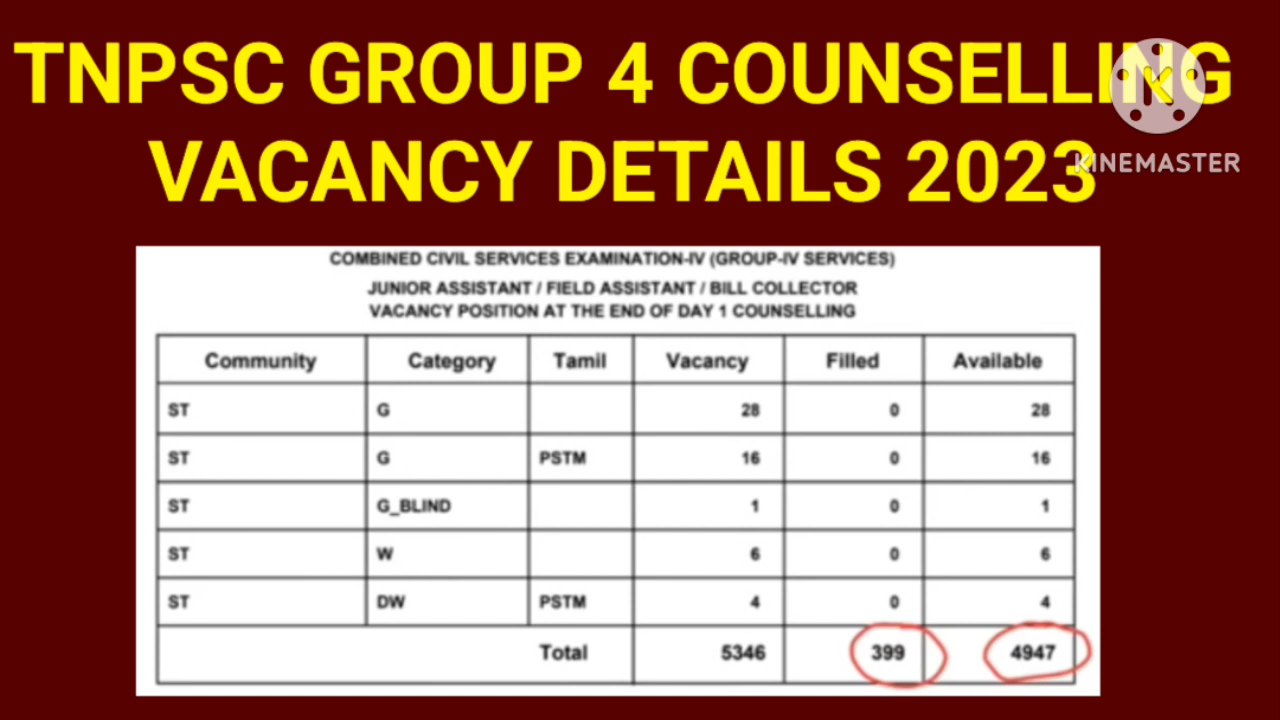 TNPSC GROUP 4 COUNSELLING
VACANCY DETAILS 2023
K
KINEMASTER
COMBINED CIVIL SERVICES EXAMINATION-IV (GROUP-IV SERVICES)
JUNIOR ASSISTANT / FIELD ASSISTANT / BILL COLLECTOR
VACANCY POSITION AT THE END OF DAY 1 COUNSELLING
Community Category Tamil Vacancy Filled Available
ST G 28 0 28
ST G PSTM 16 0 16
ST G_BLIND 1 0 1
ST W 6 0 6
ST DW PSTM 4 0 4
Total 5346 399 4947